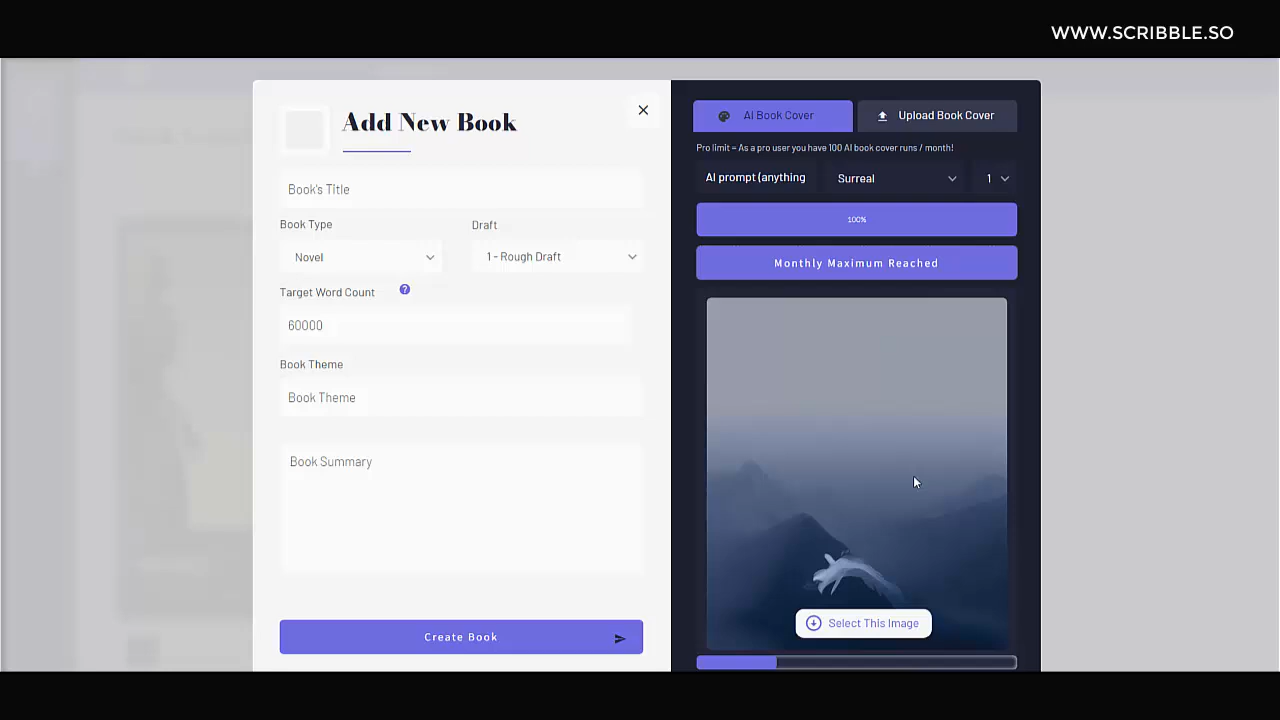 WWW.SCRIBBLE.SO
Add New Book
Book's Title
Book Type
Draft
Novel
1 - Rough Draft
Target Word Count
?
60000
Book Theme
Book Theme
Book Summary
Create Book
AI Book Cover
Upload Book Cover
Pro limit = As a pro user you have 100 AI book cover runs / month!
AI prompt (anything
Surreal
1
100%
Monthly Maximum Reached
Select This Image